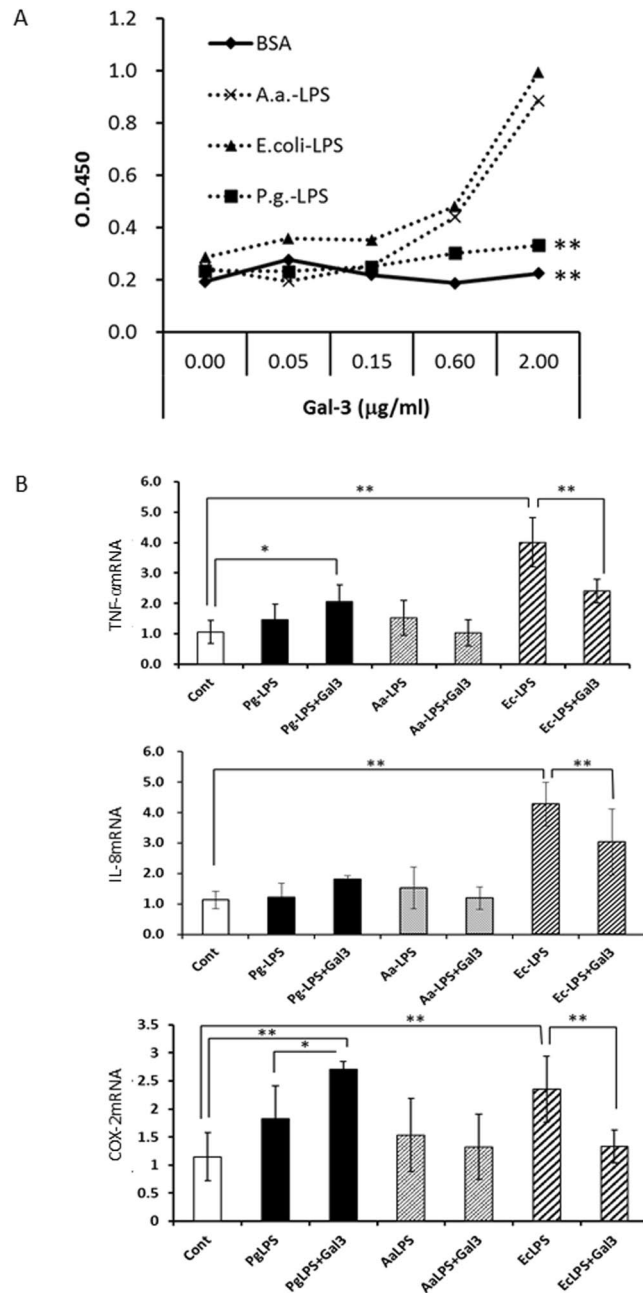 A
BSA
A.a.-LPS
E.coli-LPS
P.g.-LPS
1.0
0.8
0.6
0.4
0.2
0.0
O.D.450
**
**
0.00 0.05 0.15 0.60 2.00
Gal-3 (μg/ml)
B
TNF-αmRNA
6.0
5.0
4.0
3.0
2.0
1.0
0.0
** **
*
Cont Pg-LPS Pg-LPS+Gal3 Aa-LPS Aa-LPS+Gal3 Ec-LPS Ec-LPS+Gal3
IL-8mRNA
6.0
5.0
4.0
3.0
2.0
1.0
0.0
** **
Cont Pg-LPS Pg-LPS+Gal3 Aa-LPS Aa-LPS+Gal3 Ec-LPS Ec-LPS+Gal3
COX-2mRNA
3.5
3
2.5
2
1.5
1
0.5
0
** **
**
*
Cont PgLPS PgLPS+Gal3 AaLPS AaLPS+Gal3 EcLPS EcLPS+Gal3